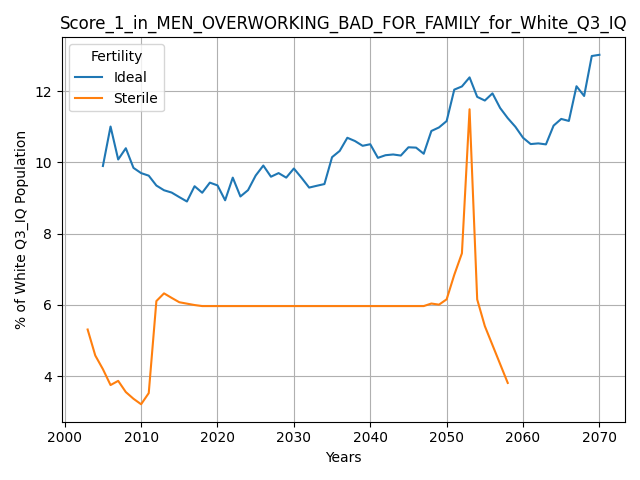 Score_1_in_MEN_OVERWORKING_BAD_FOR_FAMILY_for_White_Q3_IQ
Fertility
Ideal
Sterile
% of White Q3_IQ Population
12
10
8
6
4
2000 2010 2020 2030 2040 2050 2060 2070
Years